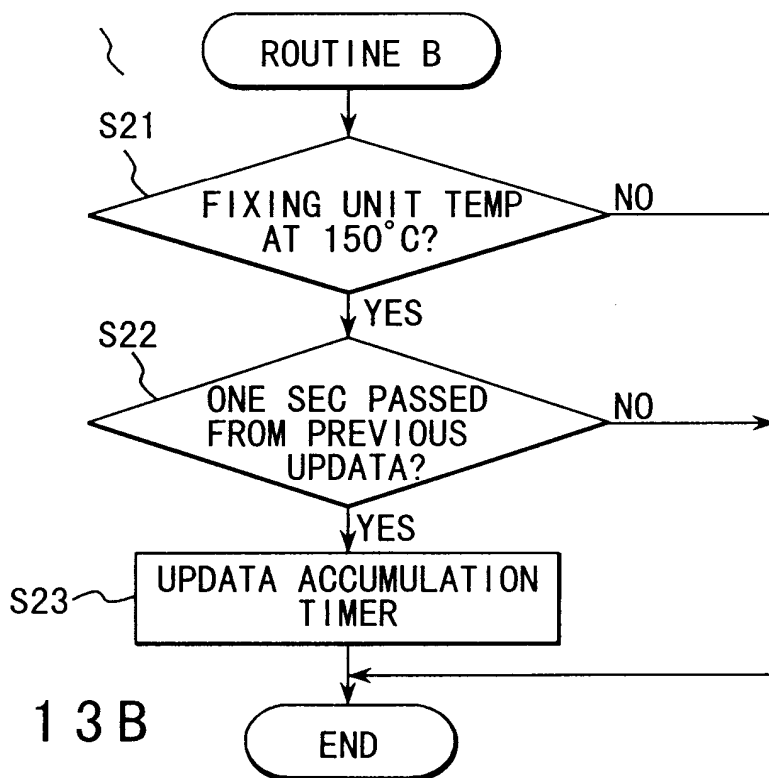 ROUTINE B
S21
FIXING UNIT TEMP
AT 150°C?
NO
YES
S22
ONE SEC PASSED
FROM PREVIOUS
UPDATA?
NO
YES
S23
UPDATA ACCUMULATION
TIMER
END
13B